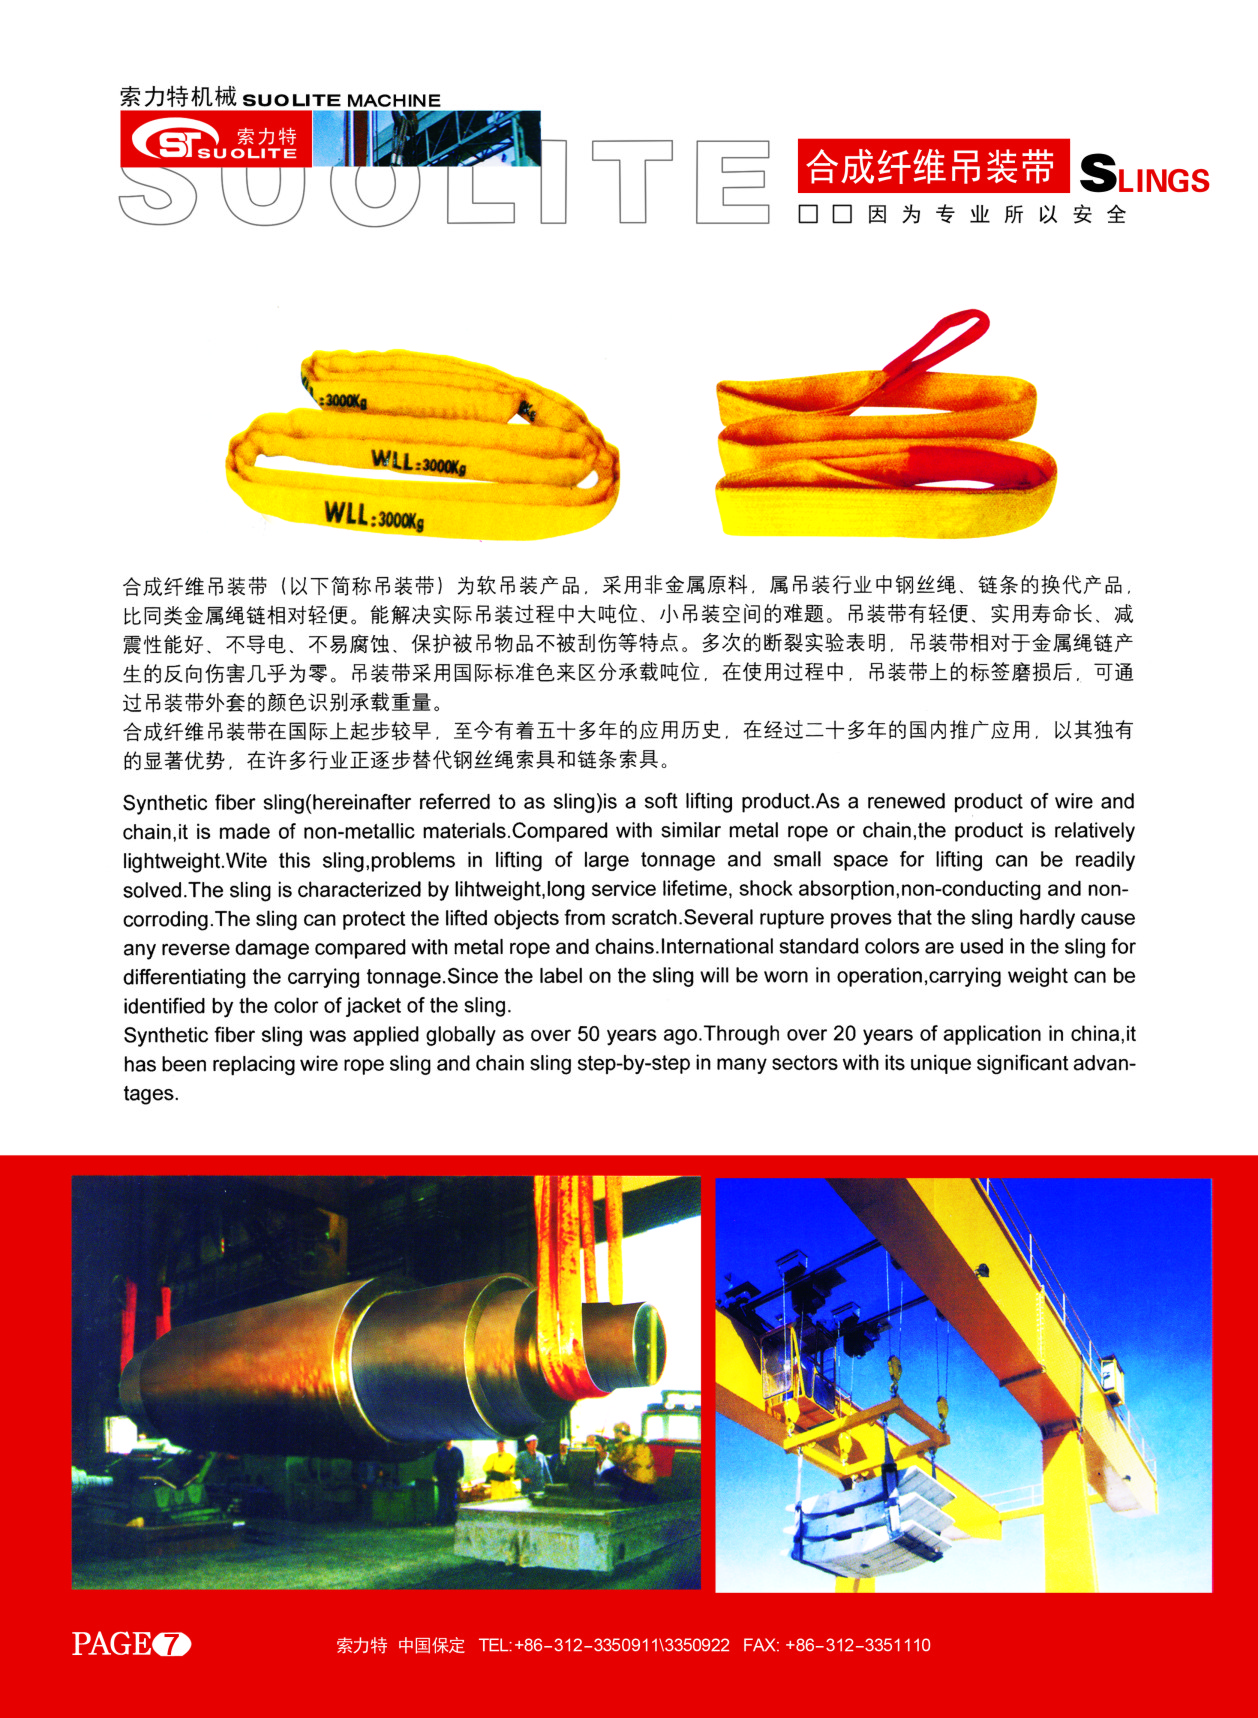 索力特机械 SUOLITE MACHINE
ST 索力特
SUOLITE
SUOLITE
合成纤维吊装带 SLINGS
□□因为专业所以安全
WLL:3000Kg
WLL:3000Kg
WLL:3000Kg
合成纤维吊装带（以下简称吊装带）为软吊装产品，采用非金属原料，属吊装行业中钢丝绳、链条的换代产品，
比同类金属绳链相对轻便。能解决实际吊装过程中大吨位、小吊装空间的难题。吊装带有轻便、实用寿命长、减
震性能好、不导电、不易腐蚀、保护被吊物品不被刮伤等特点。多次的断裂实验表明，吊装带相对于金属绳链产
生的反向伤害几乎为零。吊装带采用国际标准色来区分承载吨位，在使用过程中，吊装带上的标签磨损后，可通
过吊装带外套的颜色识别承载重量。
合成纤维吊装带在国际上起步较早，至今有着五十多年的应用历史，在经过二十多年的国内推广应用，以其独有
的显著优势，在许多行业正逐步替代钢丝绳索具和链条索具。
Synthetic fiber sling(hereinafter referred to as sling)is a soft lifting product.As a renewed product of wire and
chain,it is made of non-metallic materials.Compared with similar metal rope or chain,the product is relatively
lightweight.Wite this sling,problems in lifting of large tonnage and small space for lifting can be readily
solved.The sling is characterized by lihtweight,long service lifetime, shock absorption,non-conducting and non-
corroding.The sling can protect the lifted objects from scratch.Several rupture proves that the sling hardly cause
any reverse damage compared with metal rope and chains.International standard colors are used in the sling for
differentiating the carrying tonnage.Since the label on the sling will be worn in operation,carrying weight can be
identified by the color of jacket of the sling.
Synthetic fiber sling was applied globally as over 50 years ago.Through over 20 years of application in china,it
has been replacing wire rope sling and chain sling step-by-step in many sectors with its unique significant advan-
tages.
PAGE 7
索力特 中国保定 TEL:+86-312-3350911\3350922 FAX: +86-312-3351110